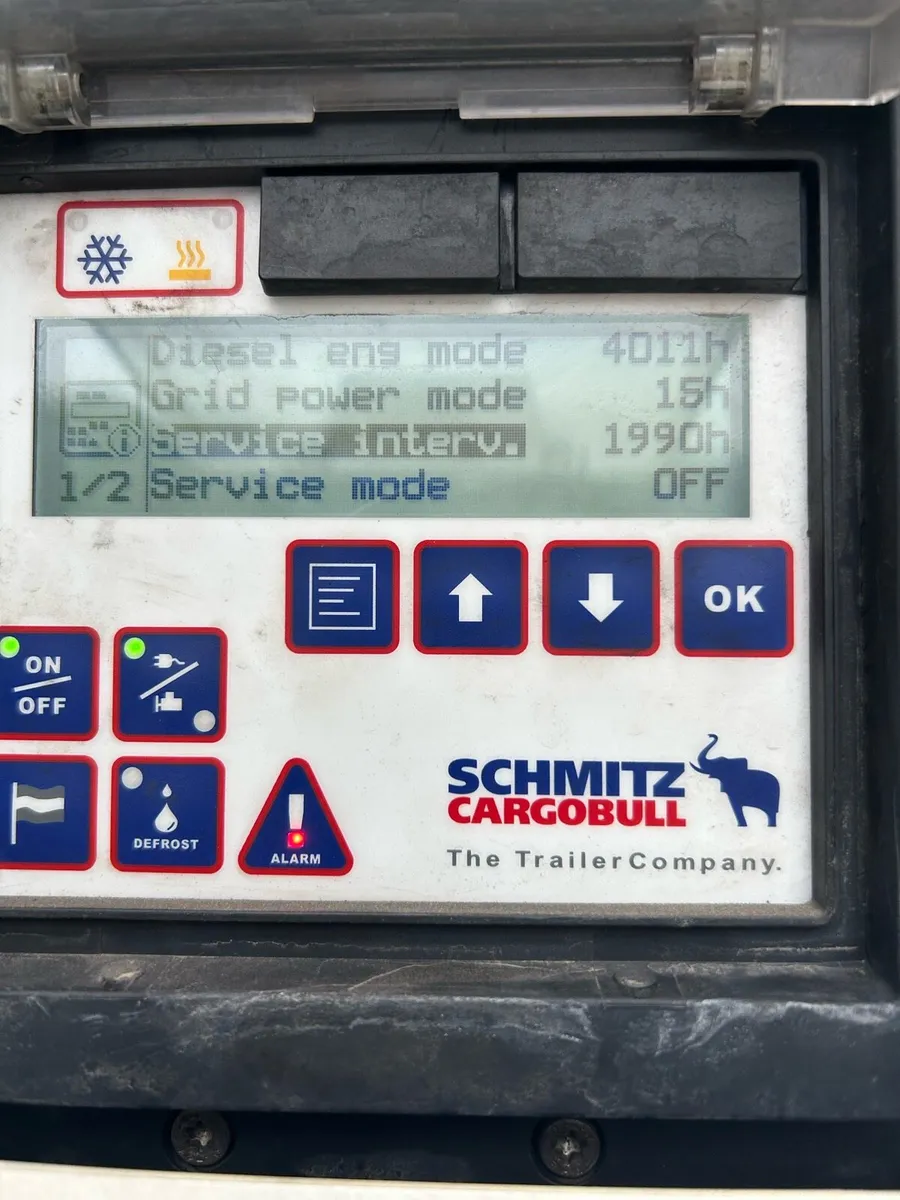 Diesel eng mode 4011h
Grid power mode 15h
Service interv. 1990h
1/2 Service mode OFF
OK
ON
OFF
DEFROST
ALARM
SCHMITZ
CARGOBULL
The TrailerCompany.